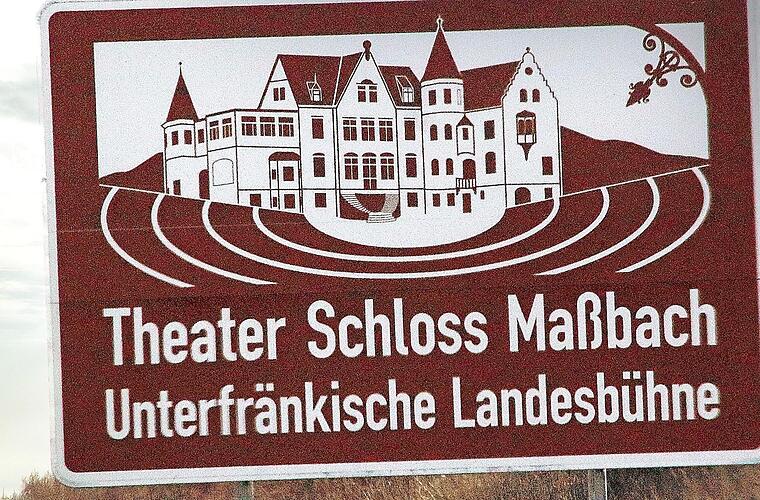 Theater Schloss Maßbach
Unterfränkische Landesbühne